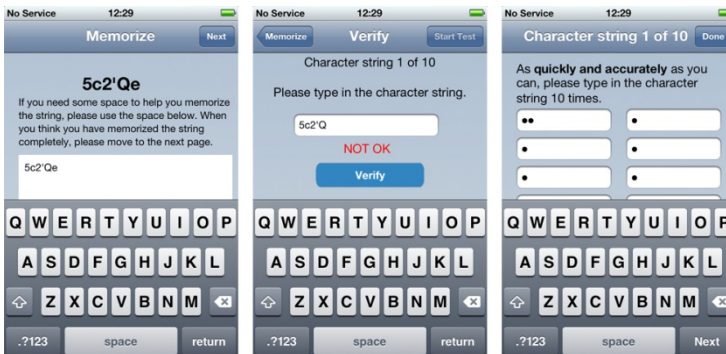 No Service 12:29
Memorize Next
5c2'Qe
If you need some space to help you memorize
the string, please use the space below. When
you think you have memorized the string
completely, please move to the next page.
5c2'Qe
Q W E R T Y U I O P
A S D F G H J K L
Z X C V B N M
.?123 space return
No Service 12:29
Memorize Verify Start Test
Character string 1 of 10
Please type in the character string.
5c2'Q
NOT OK
Verify
Q W E R T Y U I O P
A S D F G H J K L
Z X C V B N M
.?123 space return
No Service 12:29
Character string 1 of 10 Done
As quickly and accurately as you
can, please type in the character
string 10 times.
Q W E R T Y U I O P
A S D F G H J K L
Z X C V B N M
.?123 space Next